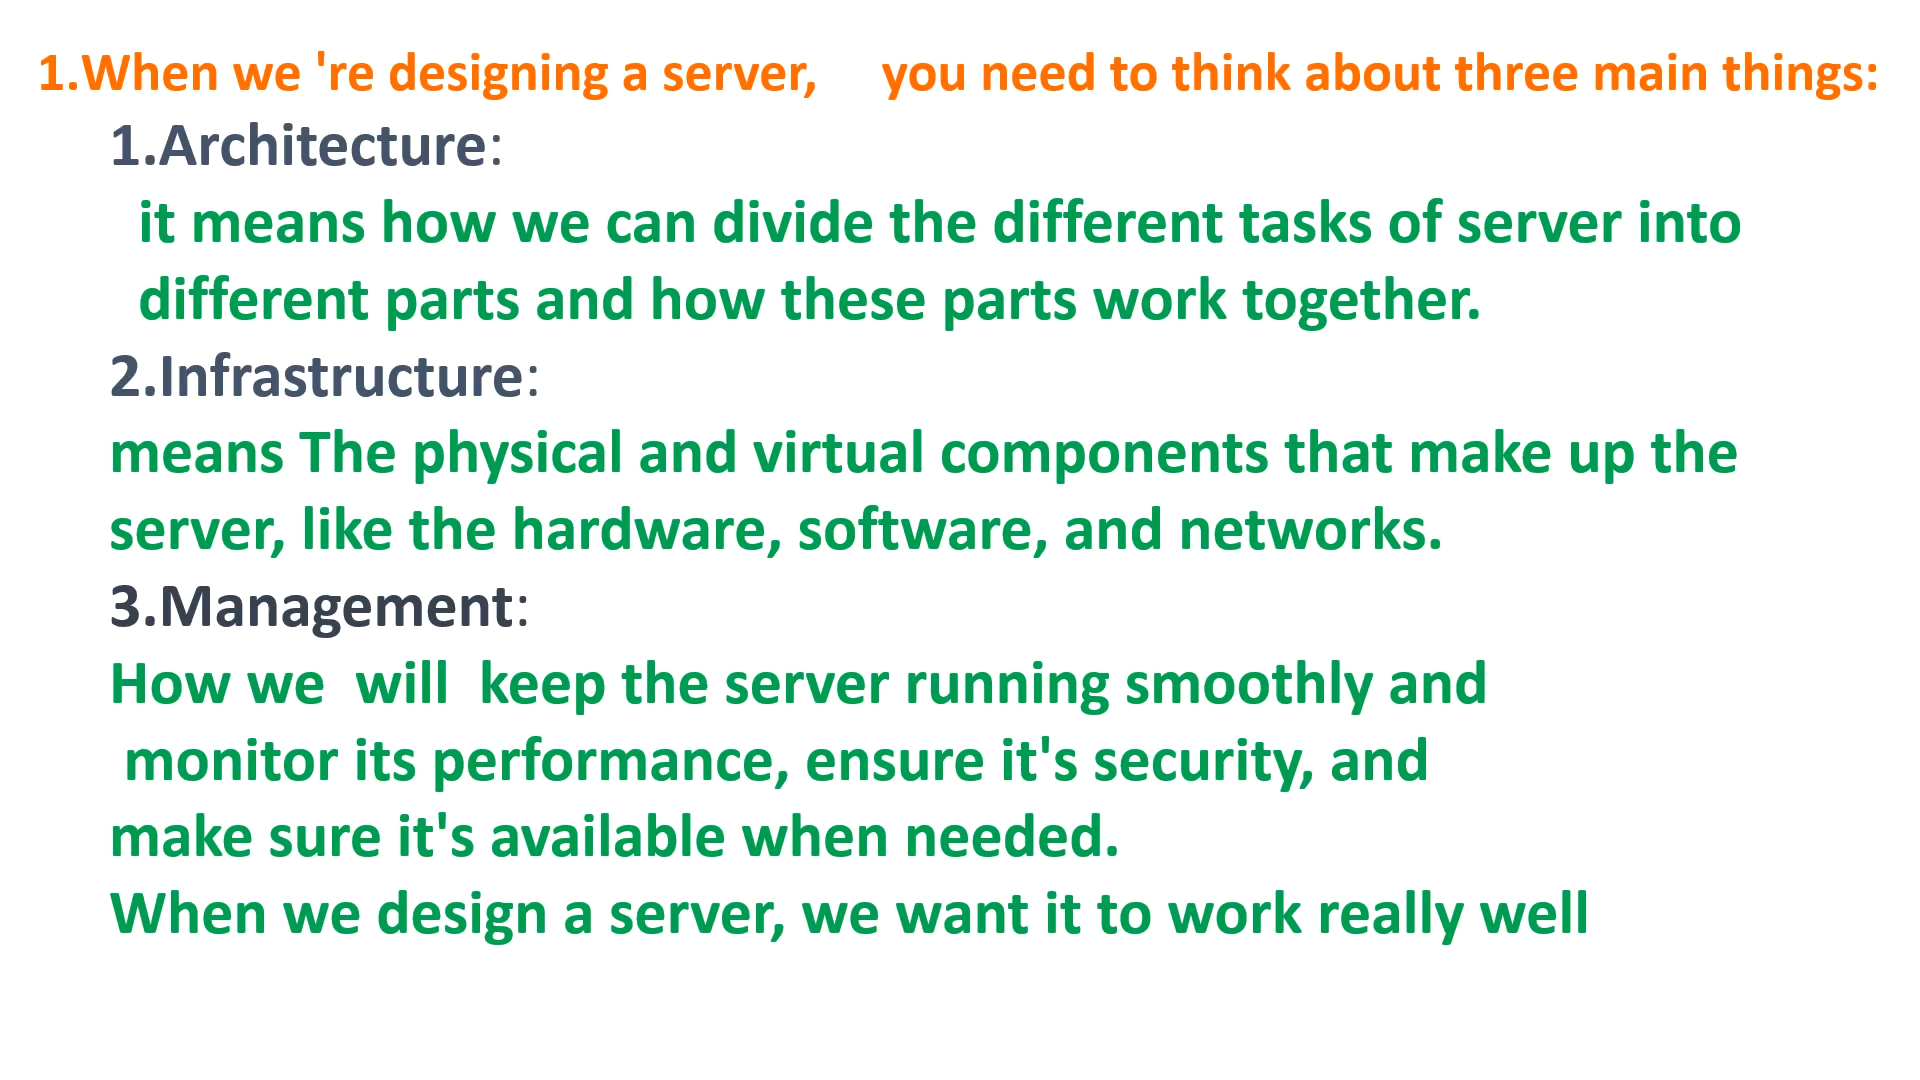 1.When we 're designing a server, you need to think about three main things:
1.Architecture:
it means how we can divide the different tasks of server into
different parts and how these parts work together.
2.Infrastructure:
means The physical and virtual components that make up the
server, like the hardware, software, and networks.
3.Management:
How we will keep the server running smoothly and
monitor its performance, ensure it's security, and
make sure it's available when needed.
When we design a server, we want it to work really well